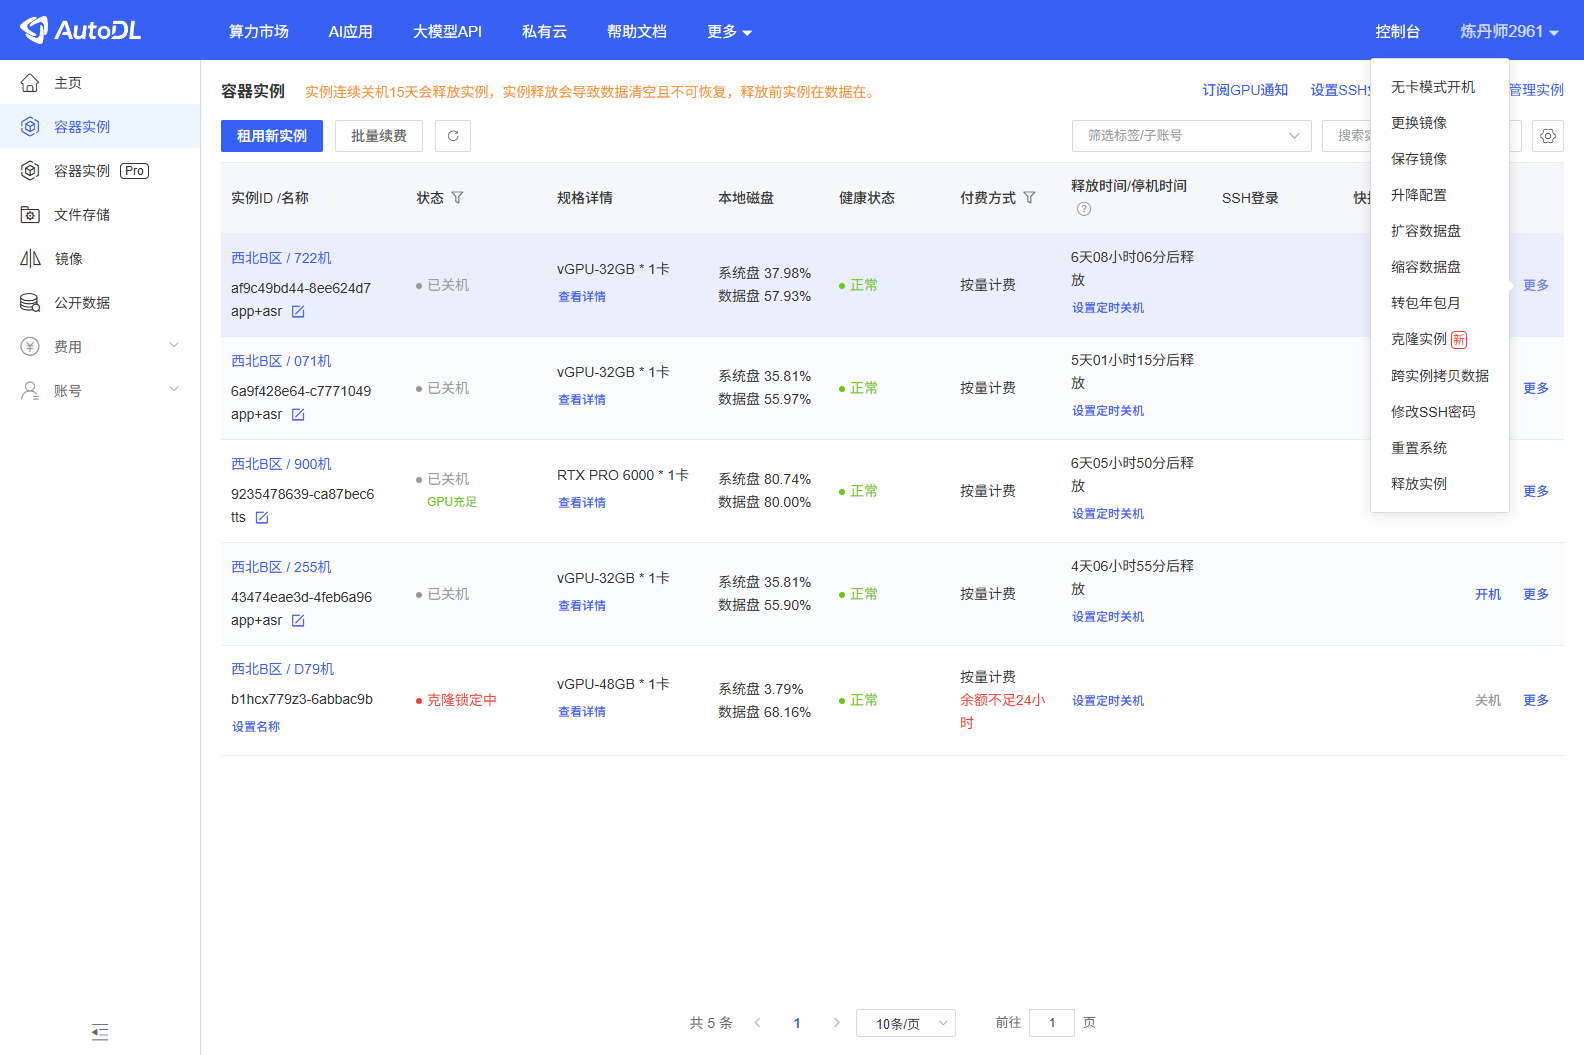 AutoDL
算力市场
AI应用
大模型API
私有云
帮助文档
更多
控制台
炼丹师2961
主页
容器实例
容器实例 Pro
文件存储
镜像
公开数据
费用
账号
容器实例
实例连续关机15天会释放实例，实例释放会导致数据清空且不可恢复，释放前实例在数据在。
订阅GPU通知
设置SSH
管理实例
租用新实例
批量续费
筛选标签/子账号
搜索
实例ID /名称
状态
规格详情
本地磁盘
健康状态
付费方式
释放时间/停机时间
SSH登录
西北B区 / 722机
af9c49bd44-8ee624d7
app+asr
已关机
vGPU-32GB * 1卡
查看详情
系统盘 37.98%
数据盘 57.93%
正常
按量计费
6天08小时06分后释
放
设置定时关机
更多
西北B区 / 071机
6a9f428e64-c7771049
app+asr
已关机
vGPU-32GB * 1卡
查看详情
系统盘 35.81%
数据盘 55.97%
正常
按量计费
5天01小时15分后释
放
设置定时关机
更多
西北B区 / 900机
9235478639-ca87bec6
tts
已关机
GPU充足
RTX PRO 6000 * 1卡
查看详情
系统盘 80.74%
数据盘 80.00%
正常
按量计费
6天05小时50分后释
放
设置定时关机
更多
西北B区 / 255机
43474eae3d-4feb6a96
app+asr
已关机
vGPU-32GB * 1卡
查看详情
系统盘 35.81%
数据盘 55.90%
正常
按量计费
4天06小时55分后释
放
设置定时关机
开机
更多
西北B区 / D79机
b1hcx779z3-6abbac9b
设置名称
克隆锁定中
vGPU-48GB * 1卡
查看详情
系统盘 3.79%
数据盘 68.16%
正常
按量计费
余额不足24小
时
设置定时关机
关机
更多
无卡模式开机
更换镜像
保存镜像
升降配置
扩容数据盘
缩容数据盘
转包年包月
克隆实例 新
跨实例拷贝数据
修改SSH密码
重置系统
释放实例
共 5 条
1
10条/页
前往
1
页